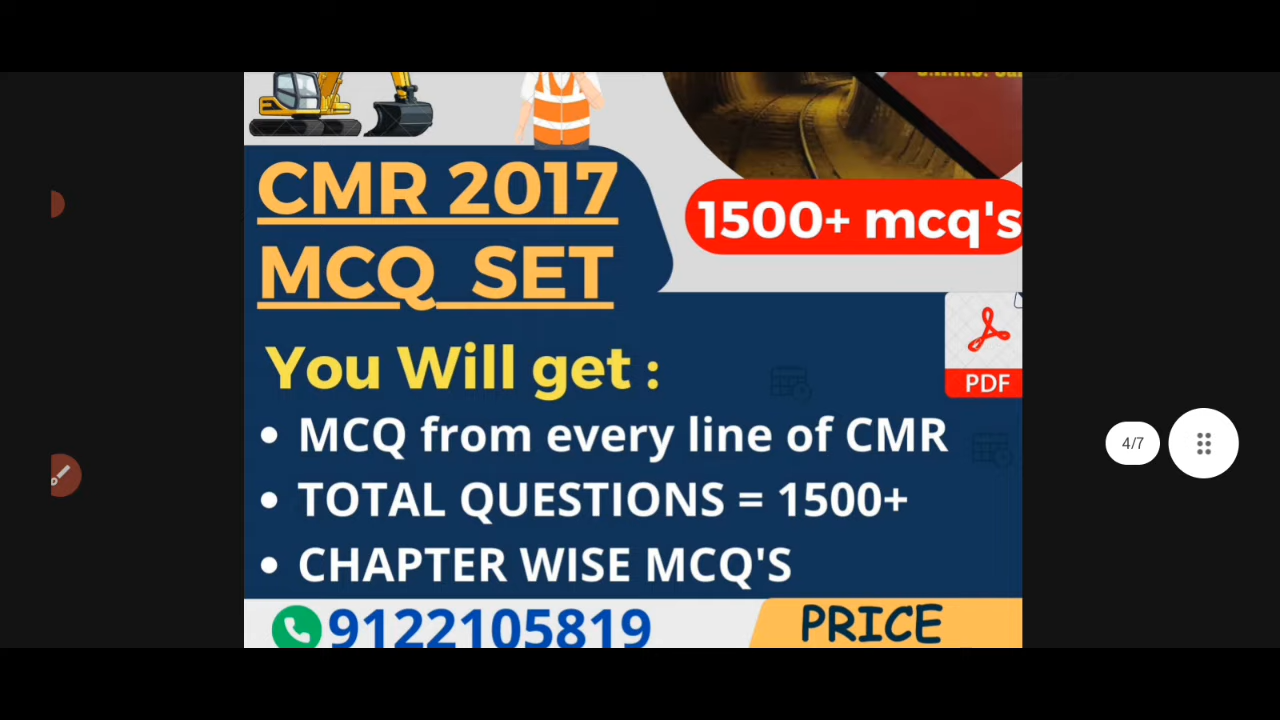 CMR 2017
MCQ SET
1500+ mcq's
PDF
You Will get :
• MCQ from every line of CMR
• TOTAL QUESTIONS = 1500+
• CHAPTER WISE MCQ'S
9122105819
PRICE
4/7